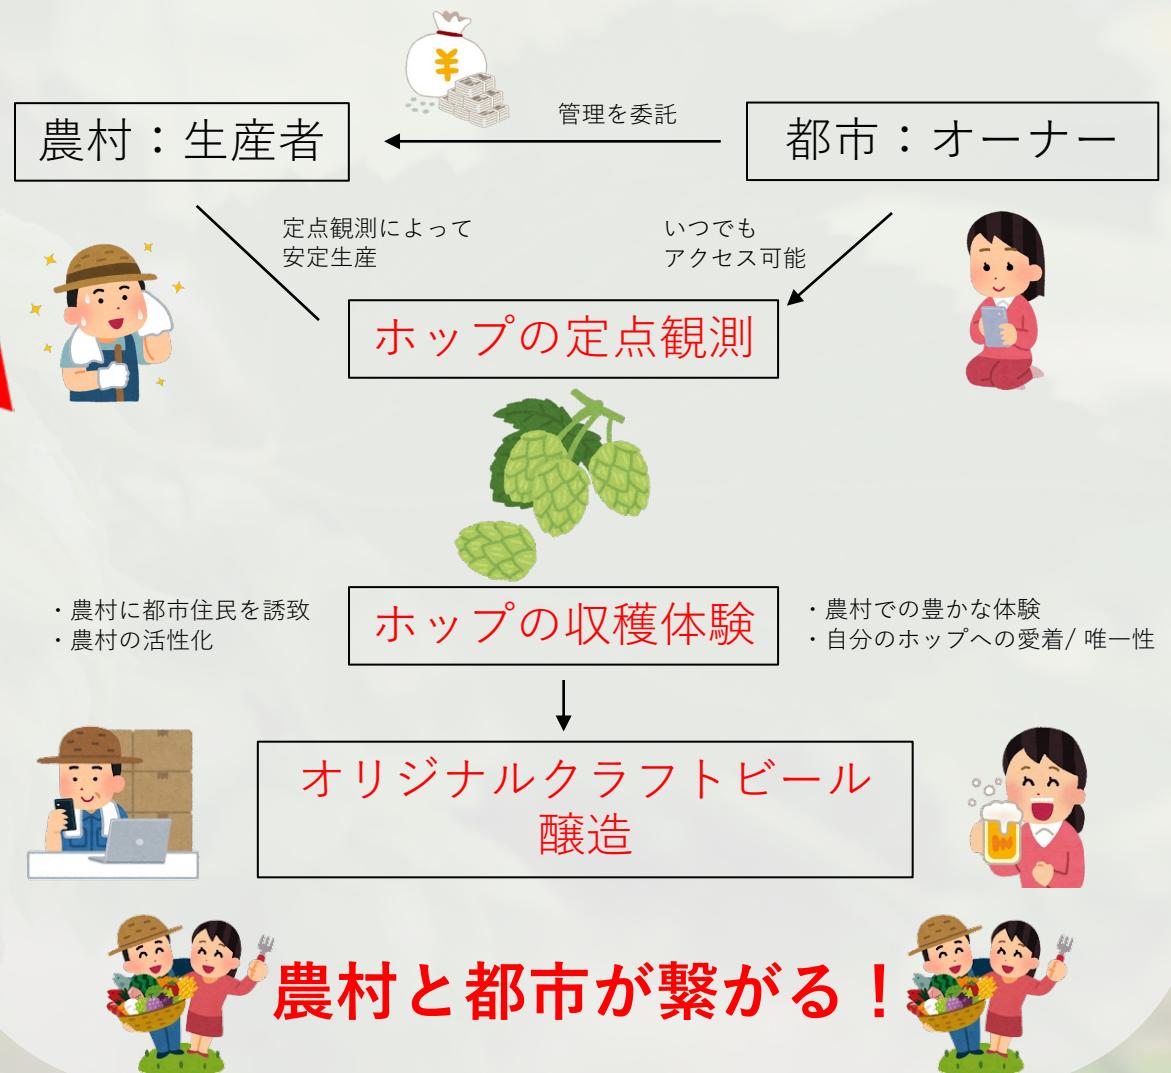 ¥
管理を委託
農村：生産者
都市：オーナー
定点観測によって
安定生産
いつでも
アクセス可能
ホップの定点観測
・農村に都市住民を誘致
・農村の活性化
ホップの収穫体験
・農村での豊かな体験
・自分のホップへの愛着/ 唯一性
オリジナルクラフトビール
醸造
農村と都市が繋がる！